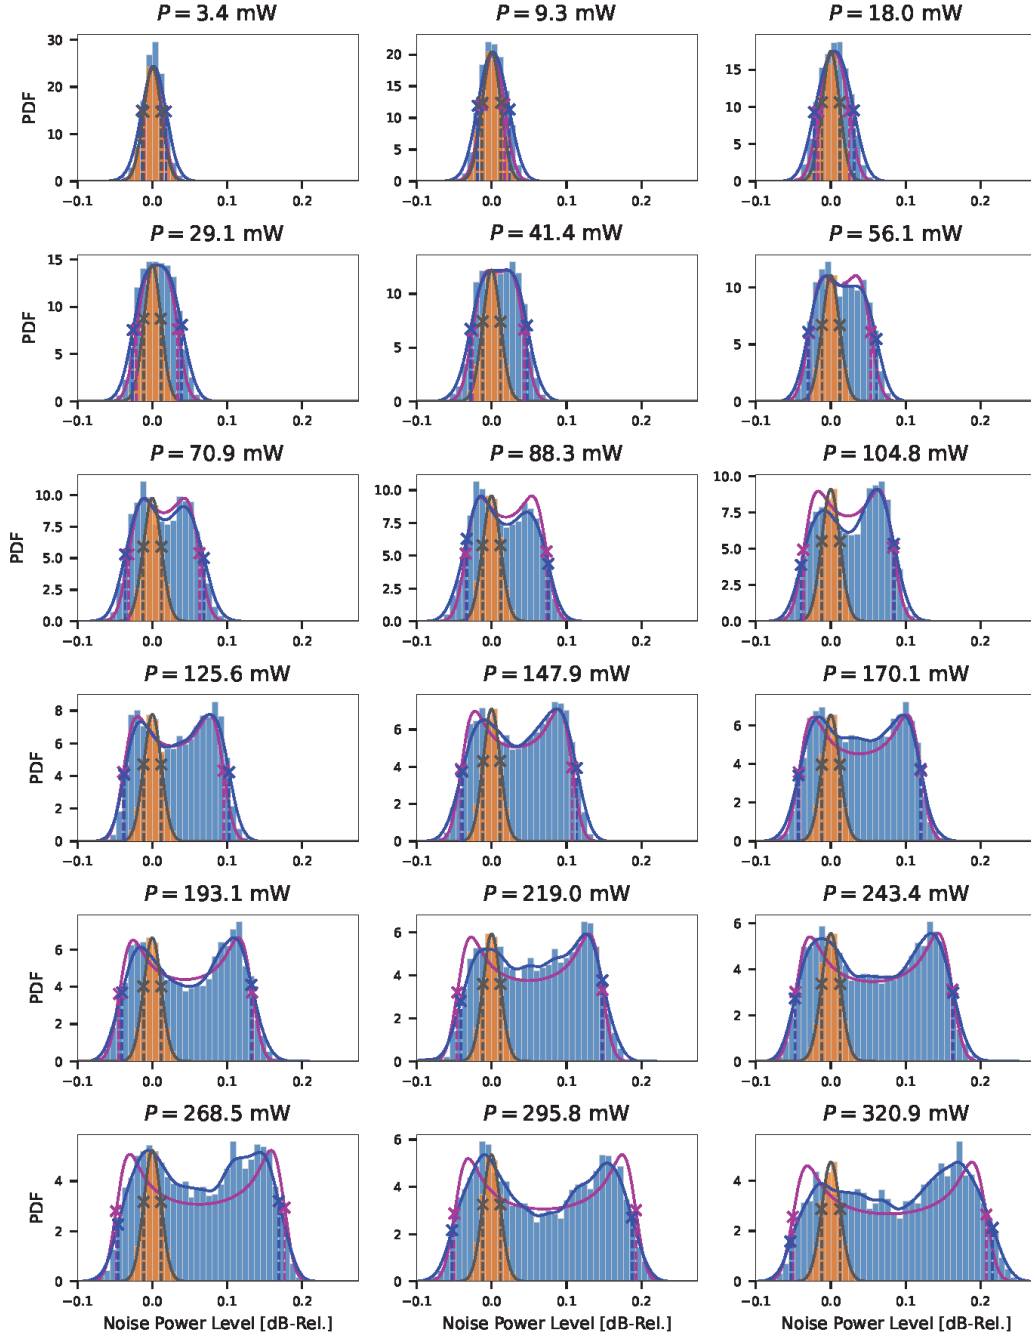 P = 3.4 mW
P = 9.3 mW
P = 18.0 mW
PDF
30
20
10
0
20
15
10
5
0
15
10
5
0
−0.1 0.0 0.1 0.2
−0.1 0.0 0.1 0.2
−0.1 0.0 0.1 0.2
P = 29.1 mW
P = 41.4 mW
P = 56.1 mW
PDF
15
10
5
0
10
5
0
10
5
0
−0.1 0.0 0.1 0.2
−0.1 0.0 0.1 0.2
−0.1 0.0 0.1 0.2
P = 70.9 mW
P = 88.3 mW
P = 104.8 mW
PDF
10.0
7.5
5.0
2.5
0.0
10.0
7.5
5.0
2.5
0.0
10.0
7.5
5.0
2.5
0.0
−0.1 0.0 0.1 0.2
−0.1 0.0 0.1 0.2
−0.1 0.0 0.1 0.2
P = 125.6 mW
P = 147.9 mW
P = 170.1 mW
PDF
8
6
4
2
0
6
4
2
0
6
4
2
0
−0.1 0.0 0.1 0.2
−0.1 0.0 0.1 0.2
−0.1 0.0 0.1 0.2
P = 193.1 mW
P = 219.0 mW
P = 243.4 mW
PDF
6
4
2
0
6
4
2
0
6
4
2
0
−0.1 0.0 0.1 0.2
−0.1 0.0 0.1 0.2
−0.1 0.0 0.1 0.2
P = 268.5 mW
P = 295.8 mW
P = 320.9 mW
PDF
4
2
0
6
4
2
0
4
2
0
−0.1 0.0 0.1 0.2
−0.1 0.0 0.1 0.2
−0.1 0.0 0.1 0.2
Noise Power Level [dB-Rel.]
Noise Power Level [dB-Rel.]
Noise Power Level [dB-Rel.]